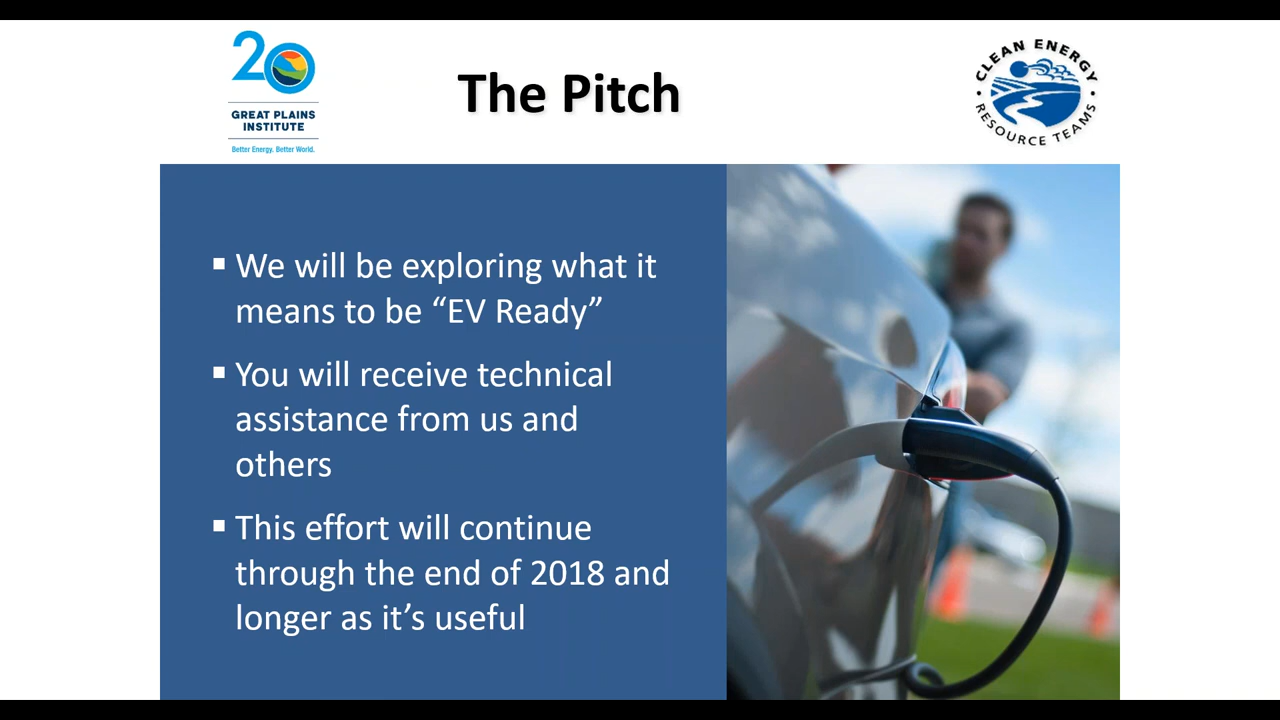 20
GREAT PLAINS
INSTITUTE
Better Energy. Better World.
The Pitch
CLEAN ENERGY
· RESOURCE TEAMS ·
▪ We will be exploring what it
means to be “EV Ready”
▪ You will receive technical
assistance from us and
others
▪ This effort will continue
through the end of 2018 and
longer as it’s useful